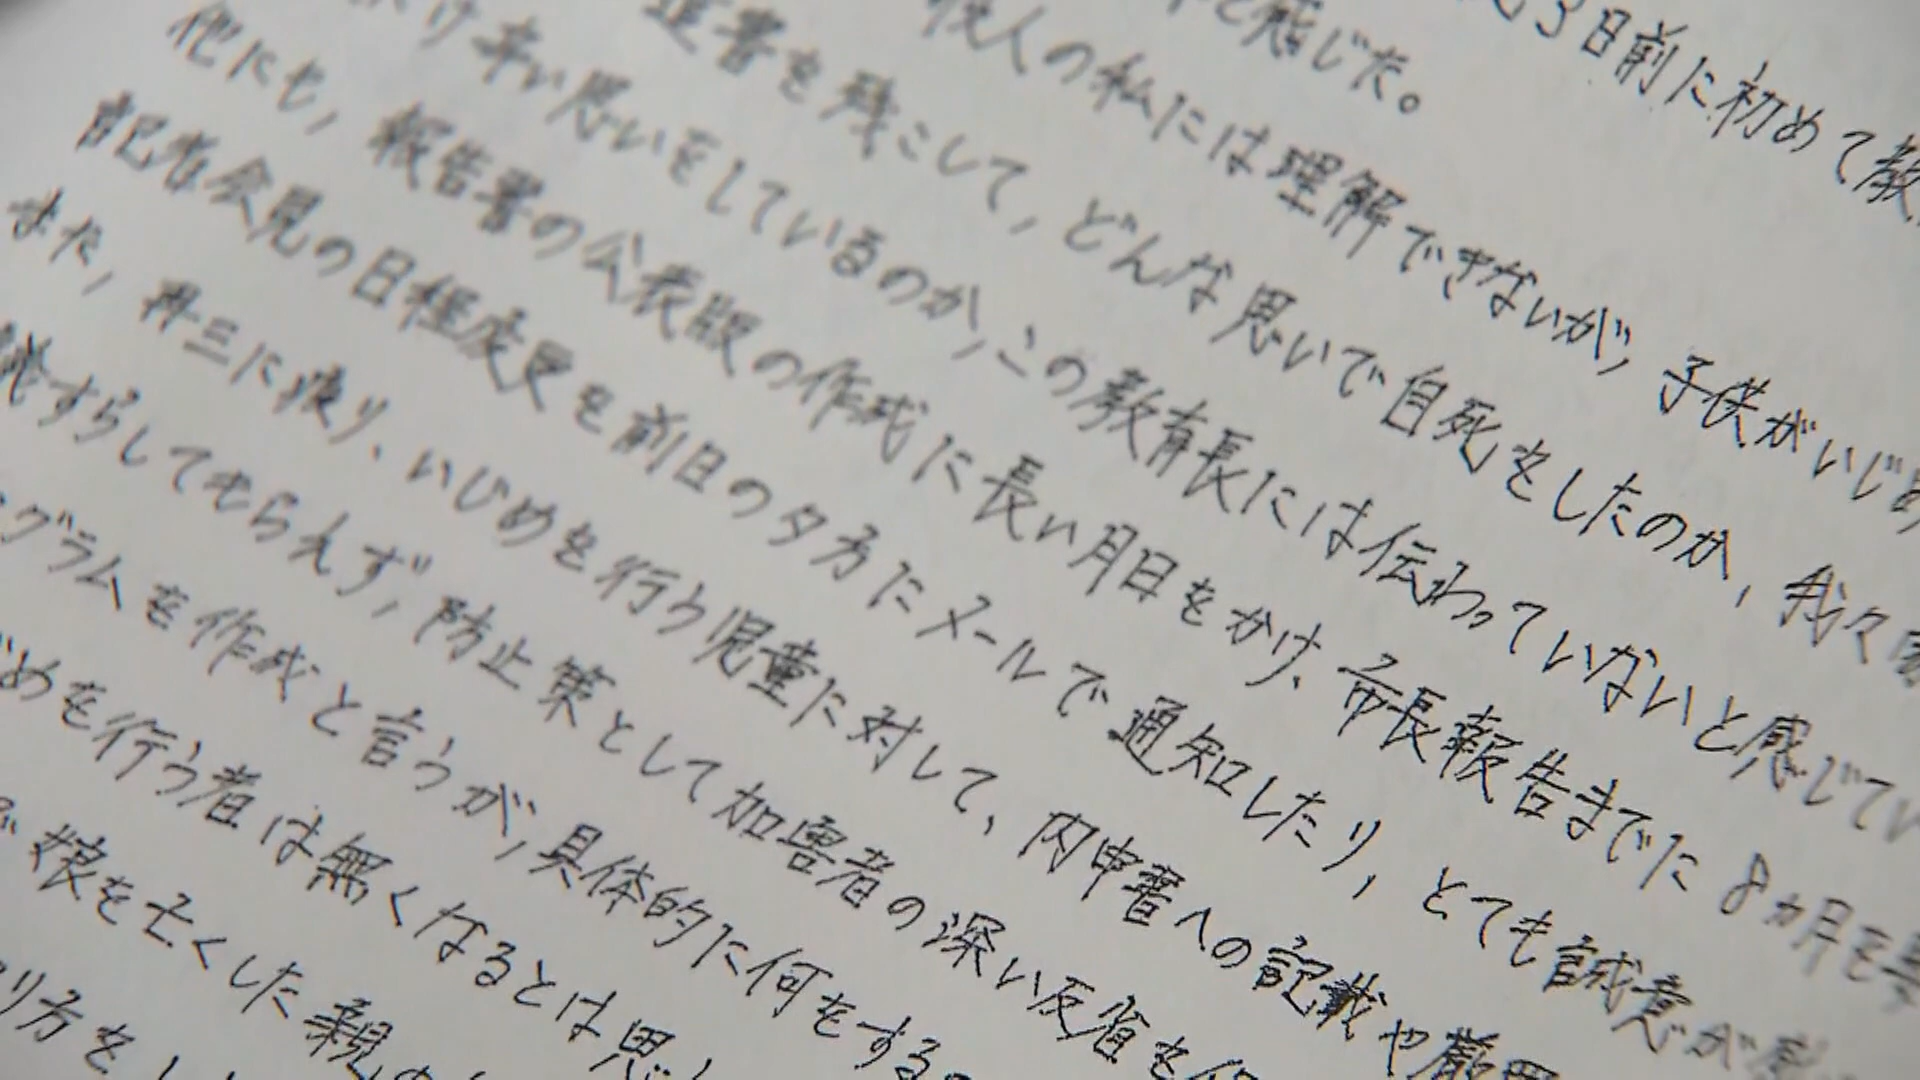 3日前に初めて教
と感じた。
人の私には理解できないが, 子供がいじめ
遺書を残こして, どんな思いで自死をしたのか, 我々
辛い思いをしているのか,この教育長には伝わっていないと感じてい
他にも, 報告書の公表版の作成に長い月日をかけ、市長報告までに8カ月を要
記者会見の日程変更を前日の夕方にメールで通知したり, とても誠意が感
また, 再三に渡り、いじめを行う児童に対して、内申書への記載や厳罰
すらしてもらえず, 防止策として加害者の深い反省を促
グラムを作成と言うが, 具体的に何をする
じめを行う者は無くなるとは思
娘を亡くした親の
り方をし